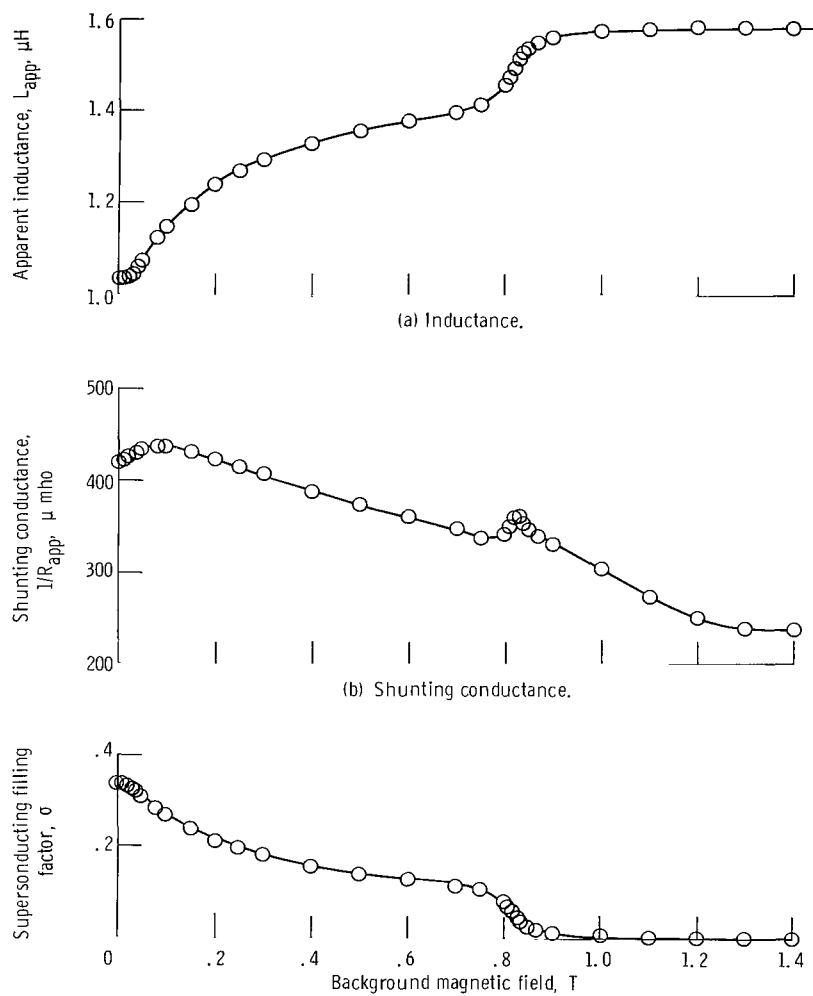 1.6
1.4
1.2
1.0
Apparent inductance, Lapp, μH
(a) Inductance.
500
400
300
200
Shunting conductance,
1/Rapp, μ mho
(b) Shunting conductance.
.4
.2
Supersonducting filling
factor, σ
0 .2 .4 .6 .8 1.0 1.2 1.4
Background magnetic field, T